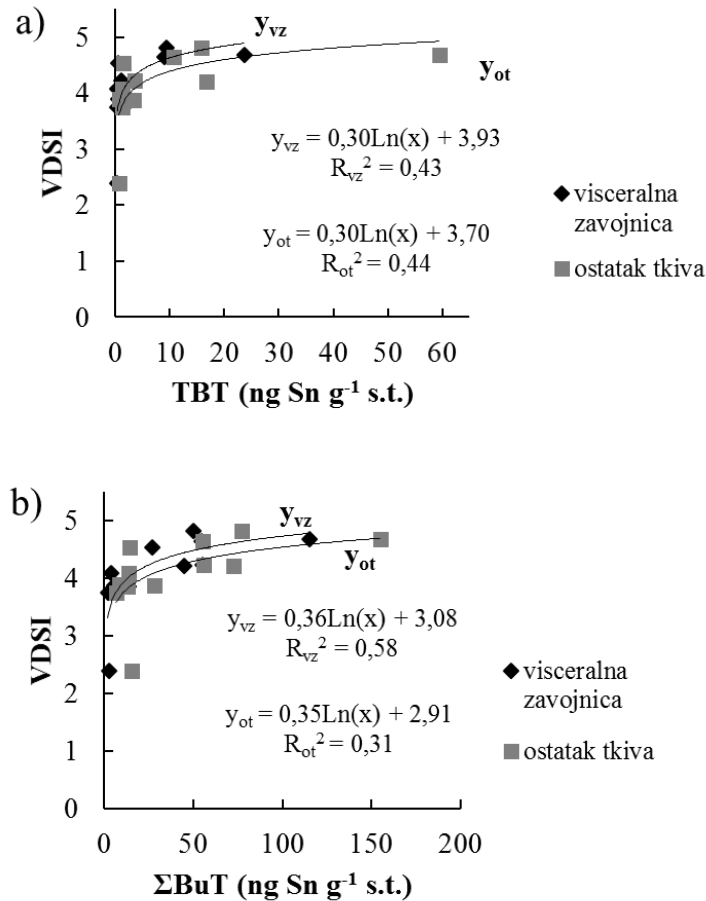 a)
VDSI
5
4
3
2
1
0
y_vz
y_ot
y_vz = 0,30Ln(x) + 3,93
R_vz² = 0,43
y_ot = 0,30Ln(x) + 3,70
R_ot² = 0,44
visceralna
zavojnica
ostatak tkiva
0 10 20 30 40 50 60
TBT (ng Sn g⁻¹ s.t.)
b)
VDSI
5
4
3
2
1
0
y_vz
y_ot
y_vz = 0,36Ln(x) + 3,08
R_vz² = 0,58
y_ot = 0,35Ln(x) + 2,91
R_ot² = 0,31
visceralna
zavojnica
ostatak tkiva
0 50 100 150 200
ΣBuT (ng Sn g⁻¹ s.t.)